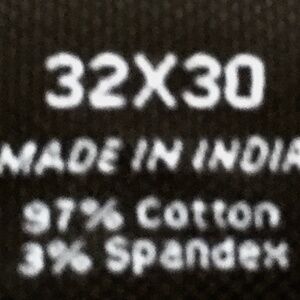 32X30
MADE IN INDIA
97% Cotton
3% Spandex